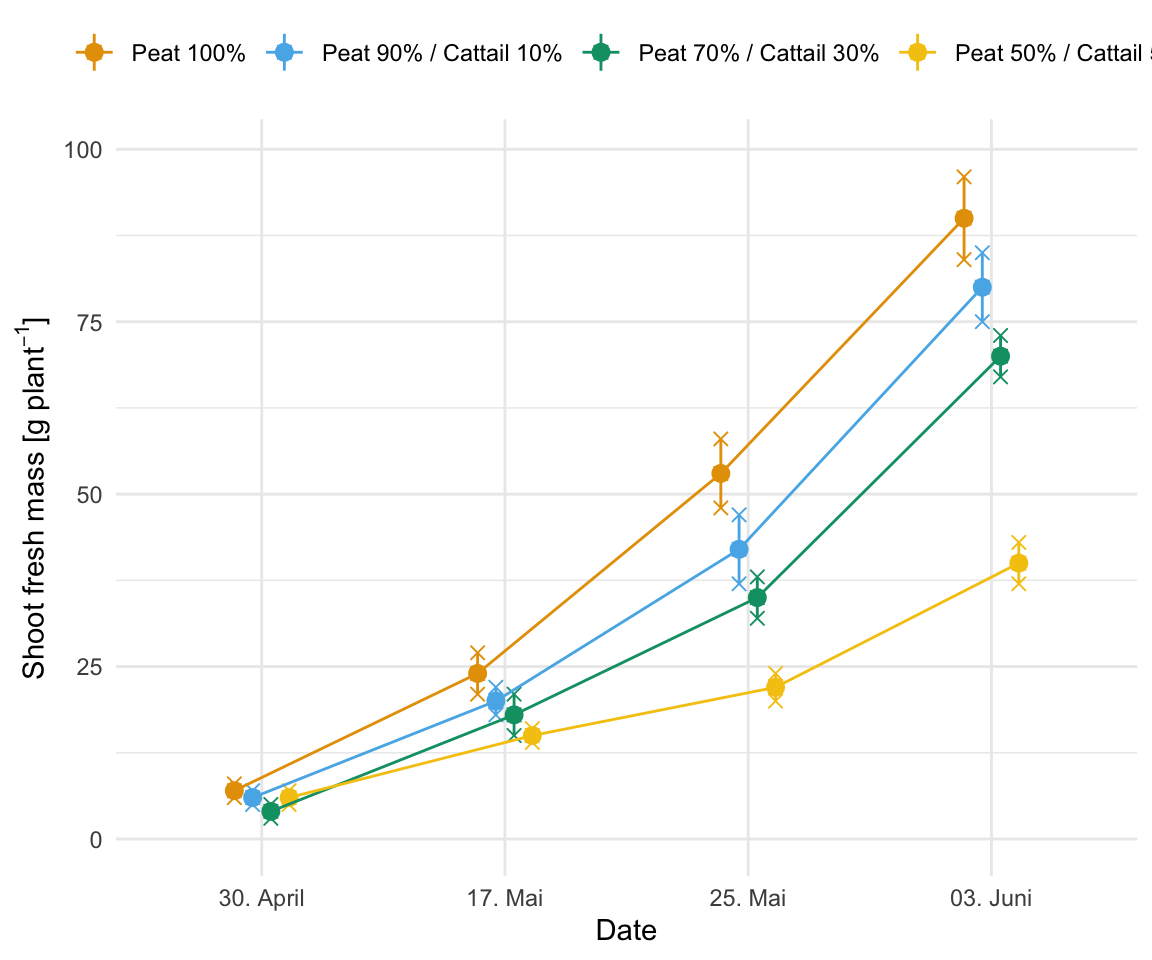 Peat 100% Peat 90% / Cattail 10% Peat 70% / Cattail 30% Peat 50% / Cattail
100
75
50
25
0
Shoot fresh mass [g plant⁻¹]
30. April 17. Mai 25. Mai 03. Juni
Date